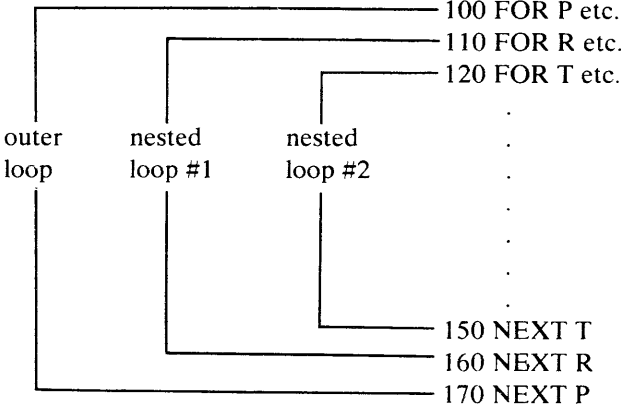 100 FOR P etc.
110 FOR R etc.
120 FOR T etc.
outer loop
nested loop #1
nested loop #2
150 NEXT T
160 NEXT R
170 NEXT P